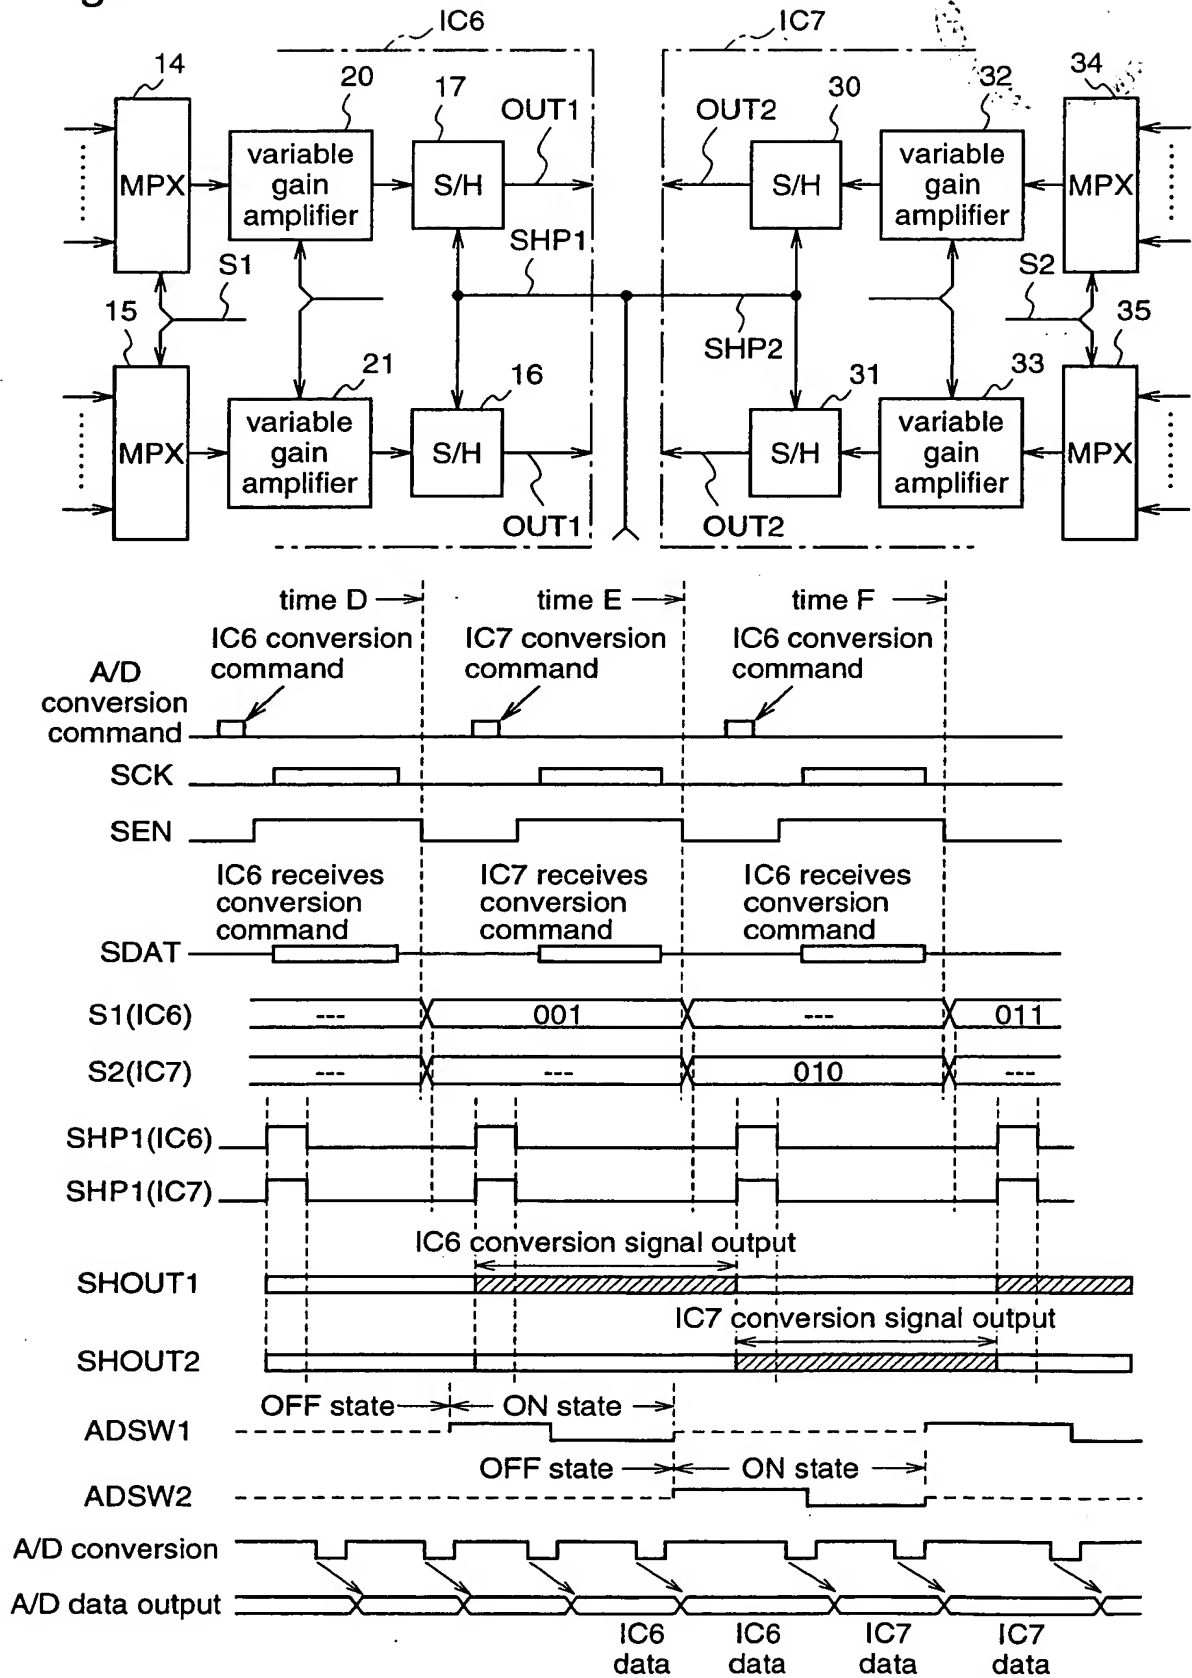 IC6
IC7
14
20
17
OUT1
OUT2
30
32
34
MPX
variable
gain
amplifier
S/H
S/H
variable
gain
amplifier
MPX
S1
SHP1
S2
15
SHP2
35
21
16
31
33
MPX
variable
gain
amplifier
S/H
S/H
variable
gain
amplifier
MPX
OUT1
OUT2
time D
time E
time F
IC6 conversion
command
IC7 conversion
command
IC6 conversion
command
A/D
conversion
command
SCK
SEN
IC6 receives
conversion
command
IC7 receives
conversion
command
IC6 receives
conversion
command
SDAT
S1(IC6)
---
001
---
011
S2(IC7)
---
---
010
---
SHP1(IC6)
SHP1(IC7)
IC6 conversion signal output
SHOUT1
IC7 conversion signal output
SHOUT2
OFF state
ON state
ADSW1
OFF state
ON state
ADSW2
A/D conversion
A/D data output
IC6
data
IC6
data
IC7
data
IC7
data